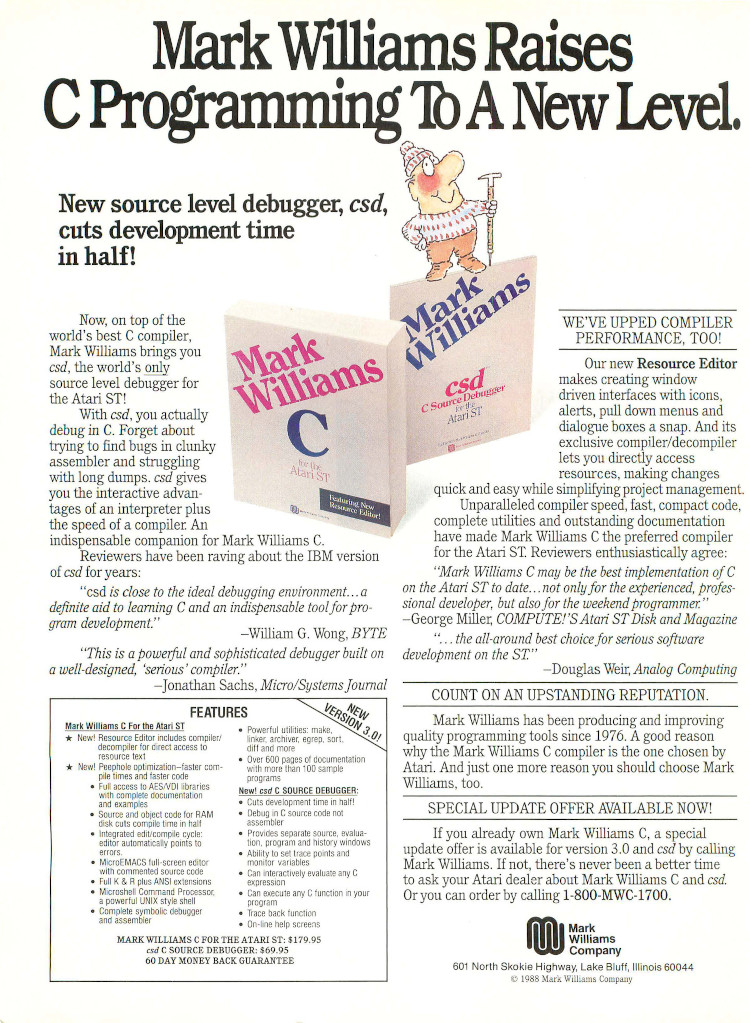 Mark Williams Raises
C Programming To A New Level.
New source level debugger, csd,
cuts development time
in half!
Now, on top of the
world's best C compiler,
Mark Williams brings you
csd, the world's only
source level debugger for
the Atari ST!
With csd, you actually
debug in C. Forget about
trying to find bugs in clunky
assembler and struggling
with long dumps. csd gives
you the interactive advan-
tages of an interpreter plus
the speed of a compiler. An
indispensable companion for Mark Williams C.
Reviewers have been raving about the IBM version
of csd for years:
"csd is close to the ideal debugging environment...a
definite aid to learning C and an indispensable tool for pro-
gram development."
–William G. Wong, BYTE
"This is a powerful and sophisticated debugger built on
a well-designed, 'serious' compiler."
–Jonathan Sachs, Micro/Systems Journal
Mark
Williams
C
for the
Atari ST
Featuring New
Resource Editor!
Mark
Williams
csd
C Source Debugger
for the
Atari ST
WE'VE UPPED COMPILER
PERFORMANCE, TOO!
Our new Resource Editor
makes creating window
driven interfaces with icons,
alerts, pull down menus and
dialogue boxes a snap. And its
exclusive compiler/decompiler
lets you directly access
resources, making changes
quick and easy while simplifying project management.
Unparalleled compiler speed, fast, compact code,
complete utilities and outstanding documentation
have made Mark Williams C the preferred compiler
for the Atari ST. Reviewers enthusiastically agree:
"Mark Williams C may be the best implementation of C
on the Atari ST to date...not only for the experienced, profes-
sional developer, but also for the weekend programmer."
–George Miller, COMPUTE!'S Atari ST Disk and Magazine
"...the all-around best choice for serious software
development on the ST."
–Douglas Weir, Analog Computing
COUNT ON AN UPSTANDING REPUTATION.
Mark Williams has been producing and improving
quality programming tools since 1976. A good reason
why the Mark Williams C compiler is the one chosen by
Atari. And just one more reason you should choose Mark
Williams, too.
SPECIAL UPDATE OFFER AVAILABLE NOW!
If you already own Mark Williams C, a special
update offer is available for version 3.0 and csd by calling
Mark Williams. If not, there's never been a better time
to ask your Atari dealer about Mark Williams C and csd.
Or you can order by calling 1-800-MWC-1700.
FEATURES
NEW
VERSION 3.0!
Mark Williams C For the Atari ST
★ New! Resource Editor includes compiler/
decompiler for direct access to
resource text
★ New! Peephole optimization–faster com-
pile times and faster code
• Full access to AES/VDI libraries
with complete documentation
and examples
• Source and object code for RAM
disk cuts compile time in half
• Integrated edit/compile cycle:
editor automatically points to
errors.
• MicroEMACS full-screen editor
with commented source code
• Full K & R plus ANSI extensions
• Microshell Command Processor,
a powerful UNIX style shell
• Complete symbolic debugger
and assembler
• Powerful utilities: make,
linker, archiver, egrep, sort,
diff and more
• Over 600 pages of documentation
with more than 100 sample
programs
New! csd C SOURCE DEBUGGER:
• Cuts development time in half!
• Debug in C source code not
assembler
• Provides separate source, evalua-
tion, program and history windows
• Ability to set trace points and
monitor variables
• Can interactively evaluate any C
expression
• Can execute any C function in your
program
• Trace back function
• On-line help screens
MARK WILLIAMS C FOR THE ATARI ST: $179.95
csd C SOURCE DEBUGGER: $69.95
60 DAY MONEY BACK GUARANTEE
Mark
Williams
Company
601 North Skokie Highway, Lake Bluff, Illinois 60044
© 1988 Mark Williams Company